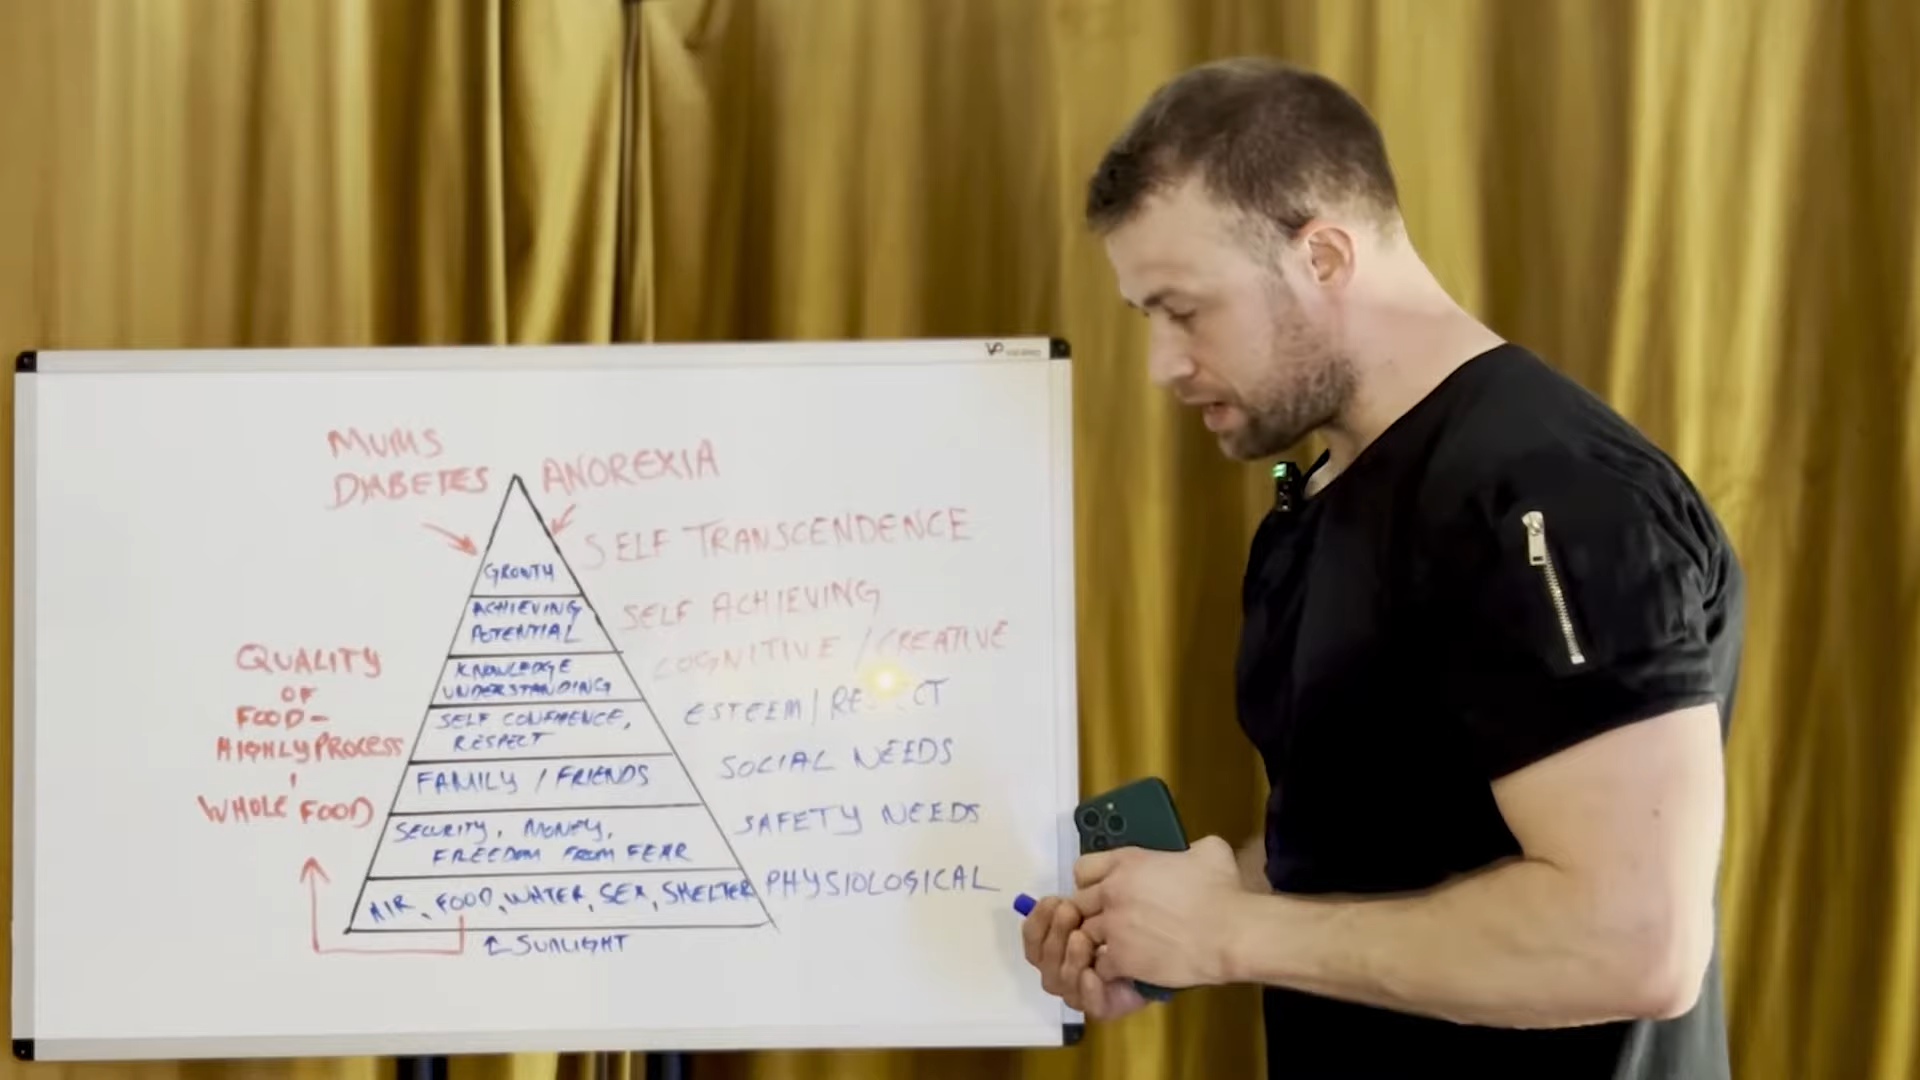 MUMS
DIABETES
ANOREXIA
SELF TRANSCENDENCE
GROWTH
ACHIEVING
POTENTIAL
SELF ACHIEVING
KNOWLEDGE
UNDERSTANDING
COGNITIVE / CREATIVE
SELF CONFIDENCE,
RESPECT
ESTEEM /
FAMILY / FRIENDS
SOCIAL NEEDS
SECURITY, MONEY,
FREEDOM FROM FEAR
SAFETY NEEDS
AIR, FOOD, WATER, SEX, SHELTER
PHYSIOLOGICAL
SUNLIGHT
QUALITY
OF
FOOD-
HIGHLY PROCESS
WHOLE FOOD